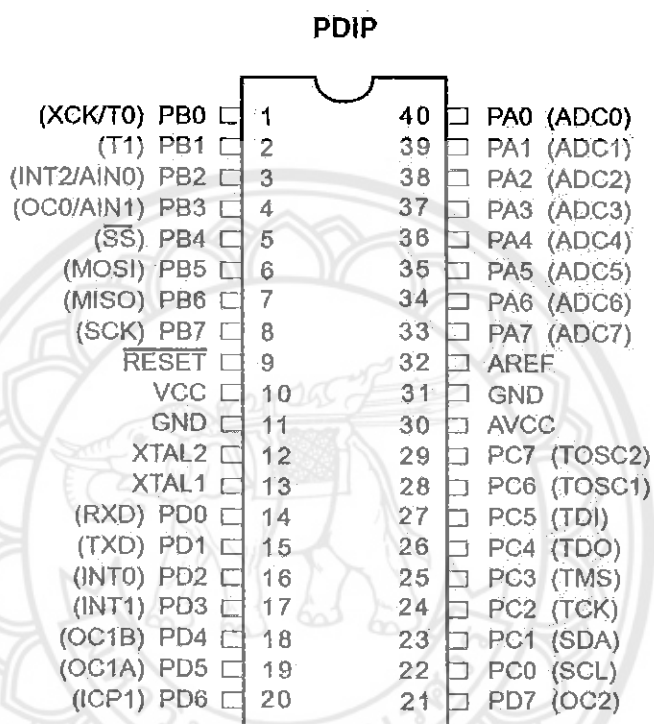 PDIP
(XCK/T0) PB0 1 40 PA0 (ADC0)
(T1) PB1 2 39 PA1 (ADC1)
(INT2/AIN0) PB2 3 38 PA2 (ADC2)
(OC0/AIN1) PB3 4 37 PA3 (ADC3)
(S̅S̅) PB4 5 36 PA4 (ADC4)
(MOSI) PB5 6 35 PA5 (ADC5)
(MISO) PB6 7 34 PA6 (ADC6)
(SCK) PB7 8 33 PA7 (ADC7)
R̅E̅S̅E̅T̅ 9 32 AREF
VCC 10 31 GND
GND 11 30 AVCC
XTAL2 12 29 PC7 (TOSC2)
XTAL1 13 28 PC6 (TOSC1)
(RXD) PD0 14 27 PC5 (TDI)
(TXD) PD1 15 26 PC4 (TDO)
(INT0) PD2 16 25 PC3 (TMS)
(INT1) PD3 17 24 PC2 (TCK)
(OC1B) PD4 18 23 PC1 (SDA)
(OC1A) PD5 19 22 PC0 (SCL)
(ICP1) PD6 20 21 PD7 (OC2)